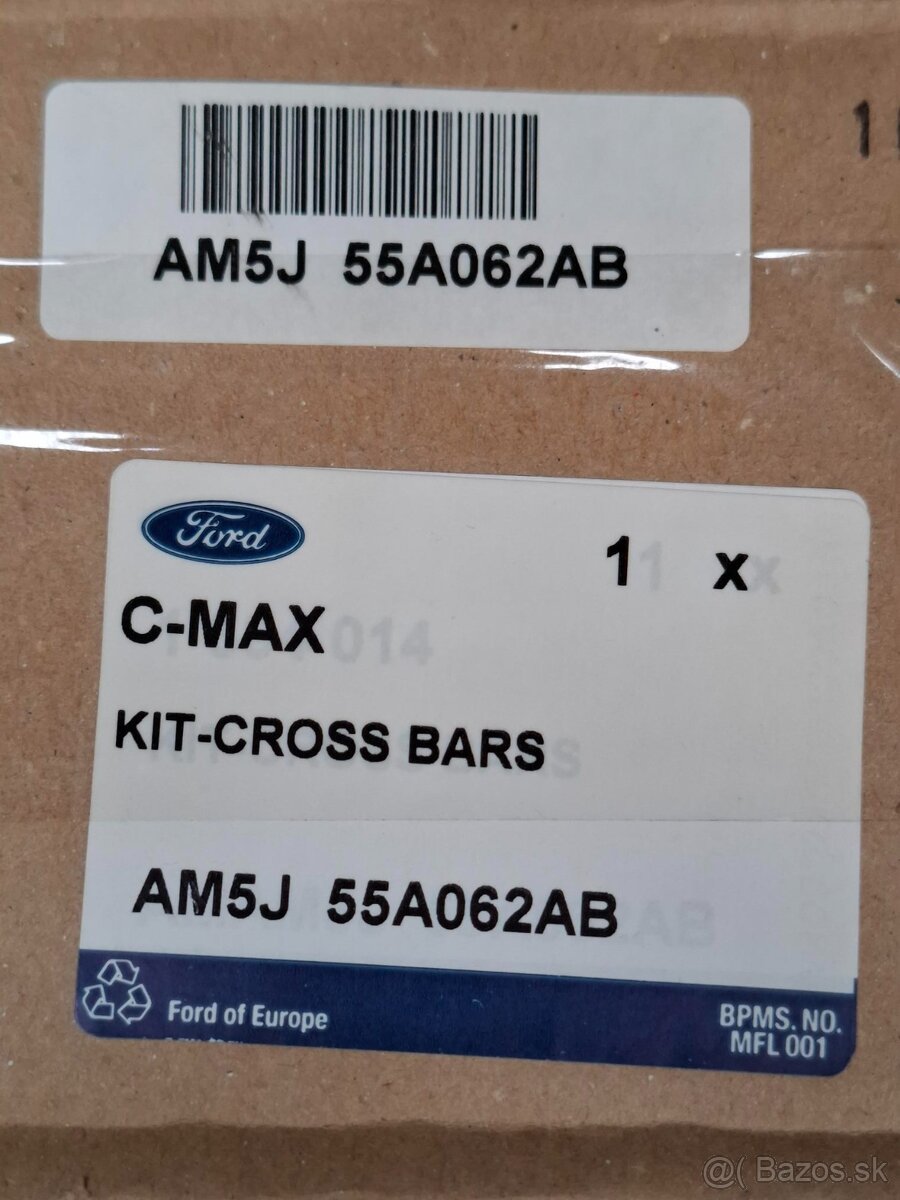 1
AM5J 55A062AB
Ford
1 x
C-MAX
KIT-CROSS BARS
AM5J 55A062AB
Ford of Europe
BPMS. NO.
MFL 001
@( Bazos.sk